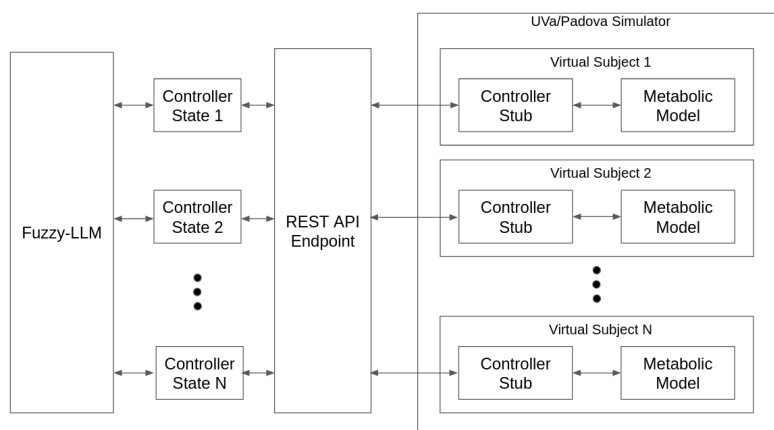 UVa/Padova Simulator
Fuzzy-LLM
Controller
State 1
Controller
State 2
Controller
State N
REST API
Endpoint
Virtual Subject 1
Controller
Stub
Metabolic
Model
Virtual Subject 2
Controller
Stub
Metabolic
Model
Virtual Subject N
Controller
Stub
Metabolic
Model